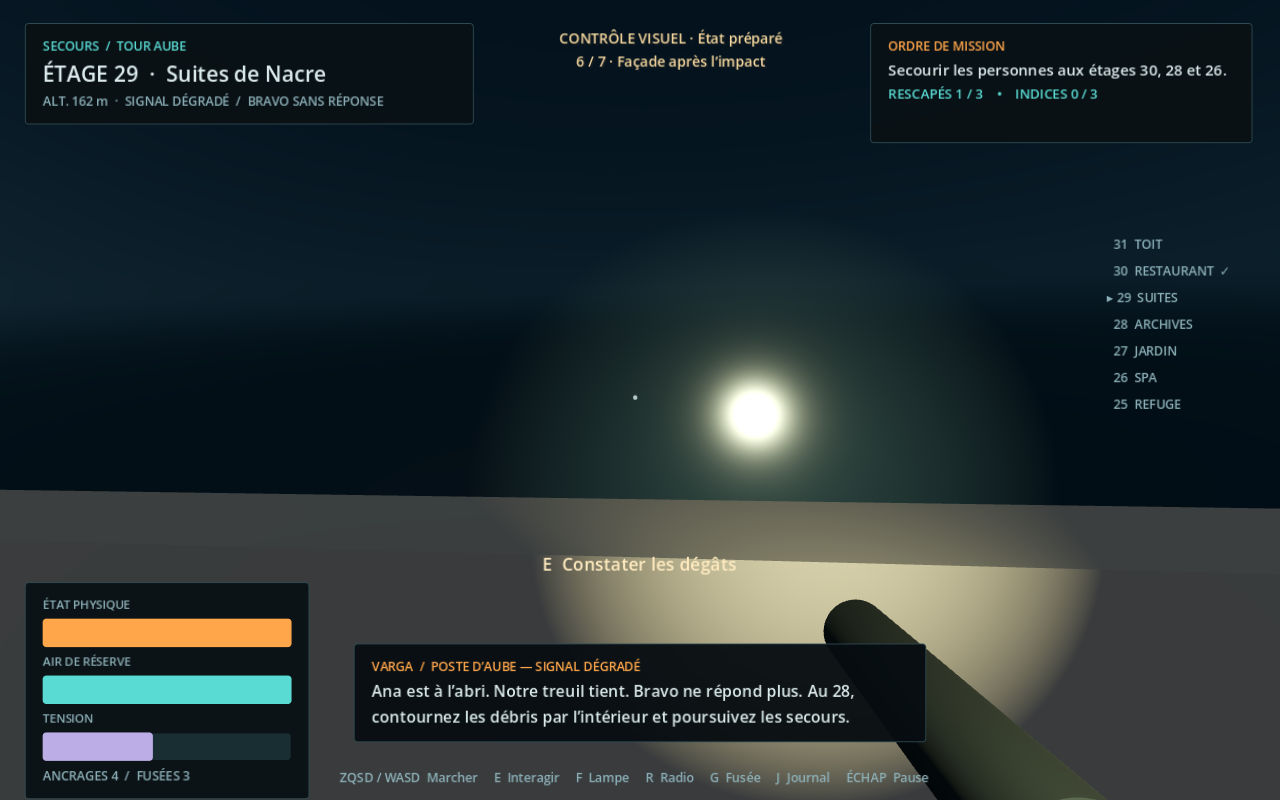 SECOURS / TOUR AUBE
ÉTAGE 29 · Suites de Nacre
ALT. 162 m · SIGNAL DÉGRADÉ / BRAVO SANS RÉPONSE
CONTRÔLE VISUEL · État préparé
6 / 7 · Façade après l’impact
ORDRE DE MISSION
Secourir les personnes aux étages 30, 28 et 26.
RESCAPÉS 1 / 3 • INDICES 0 / 3
31 TOIT
30 RESTAURANT ✓
▸ 29 SUITES
28 ARCHIVES
27 JARDIN
26 SPA
25 REFUGE
E Constater les dégâts
ÉTAT PHYSIQUE
AIR DE RÉSERVE
TENSION
ANCRAGES 4 / FUSÉES 3
VARGA / POSTE D’AUBE — SIGNAL DÉGRADÉ
Ana est à l’abri. Notre treuil tient. Bravo ne répond plus. Au 28,
contournez les débris par l’intérieur et poursuivez les secours.
ZQSD / WASD Marcher E Interagir F Lampe R Radio G Fusée J Journal ÉCHAP Pause